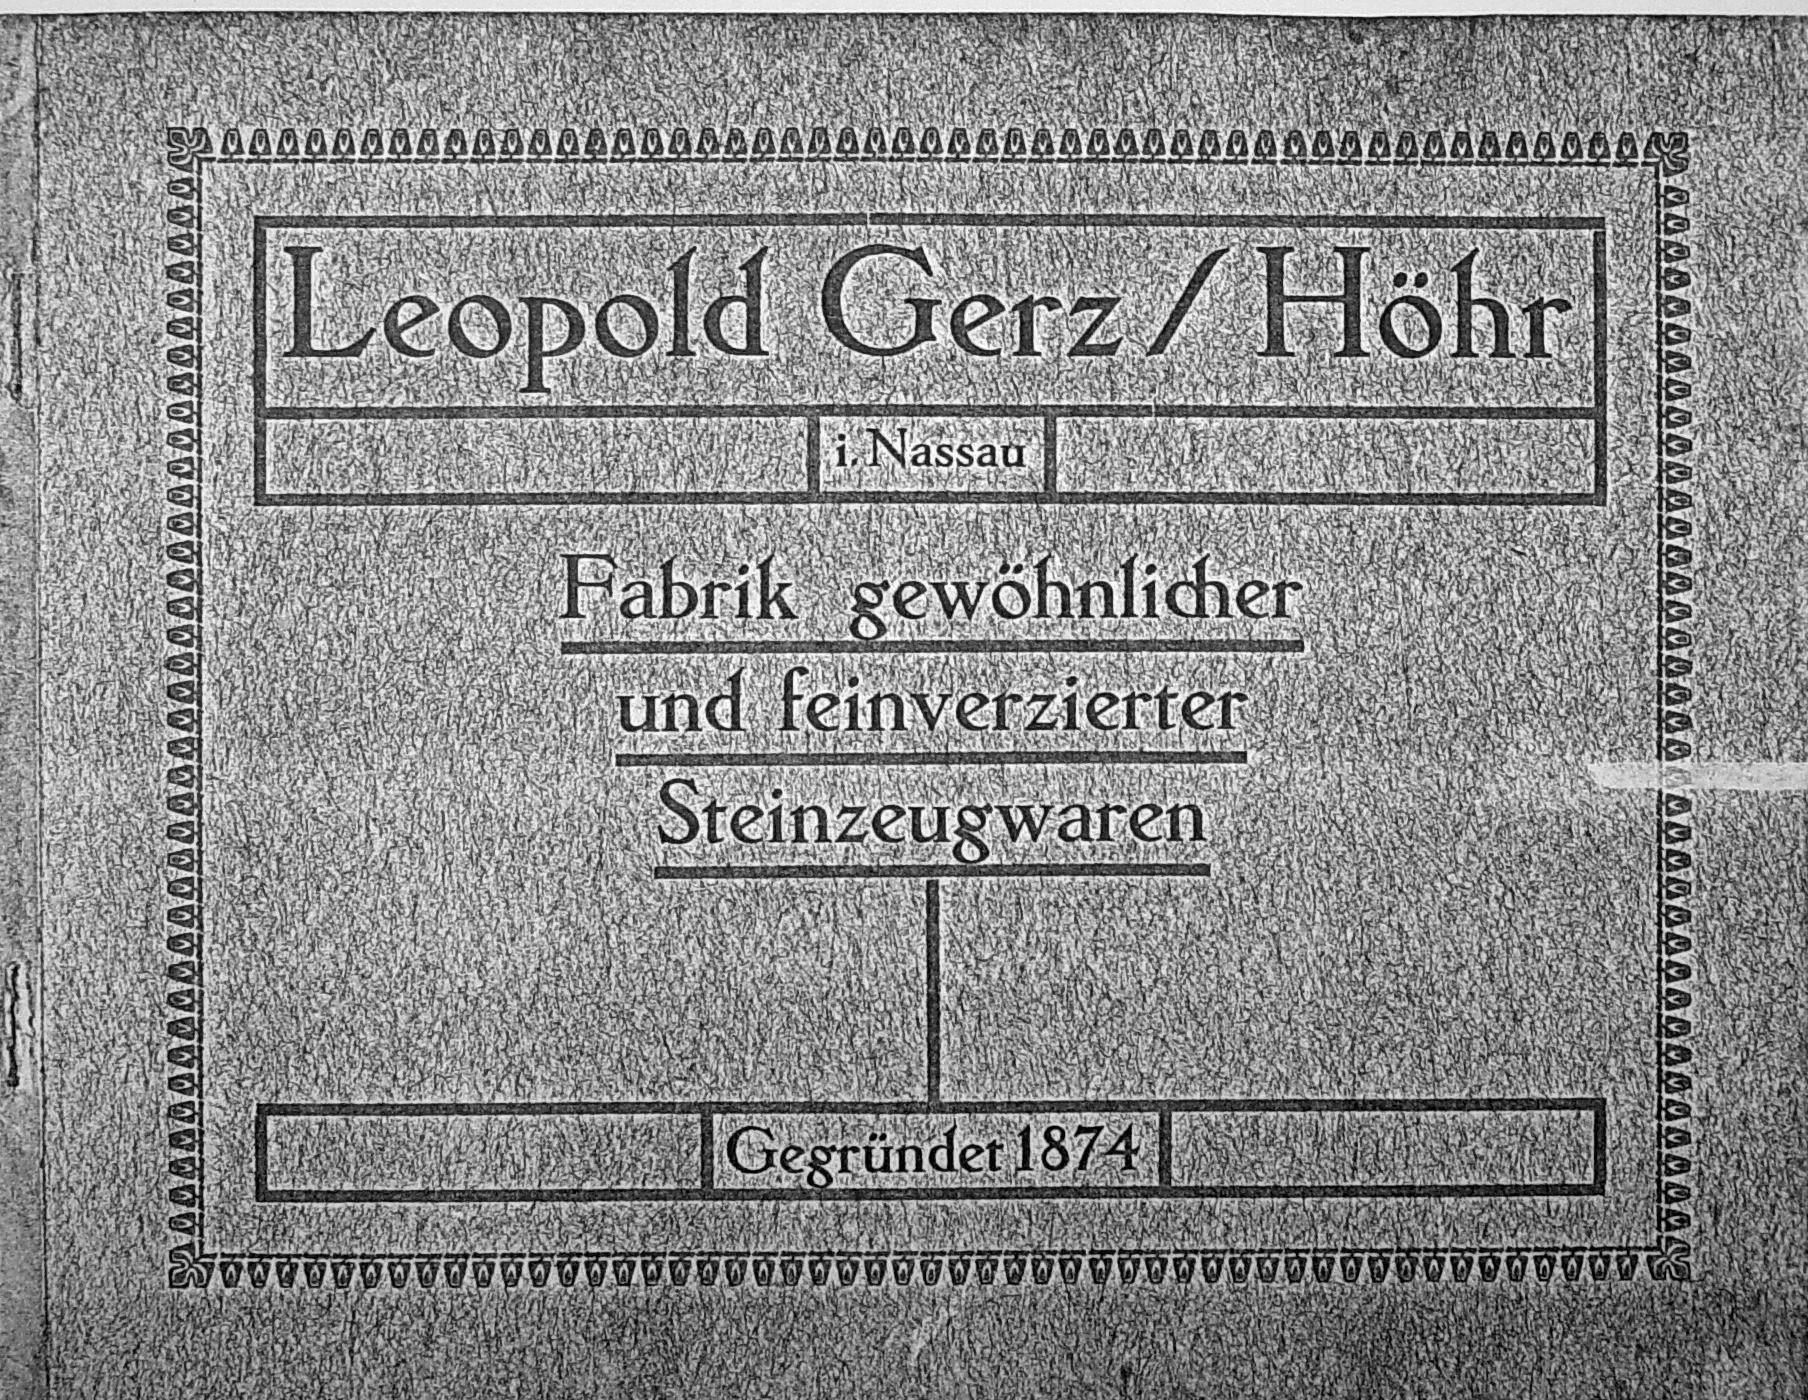 Leopold Gerz / Höhr
i. Nassau
Fabrik gewöhnlicher
und feinverzierter
Steinzeugwaren
Gegründet 1874